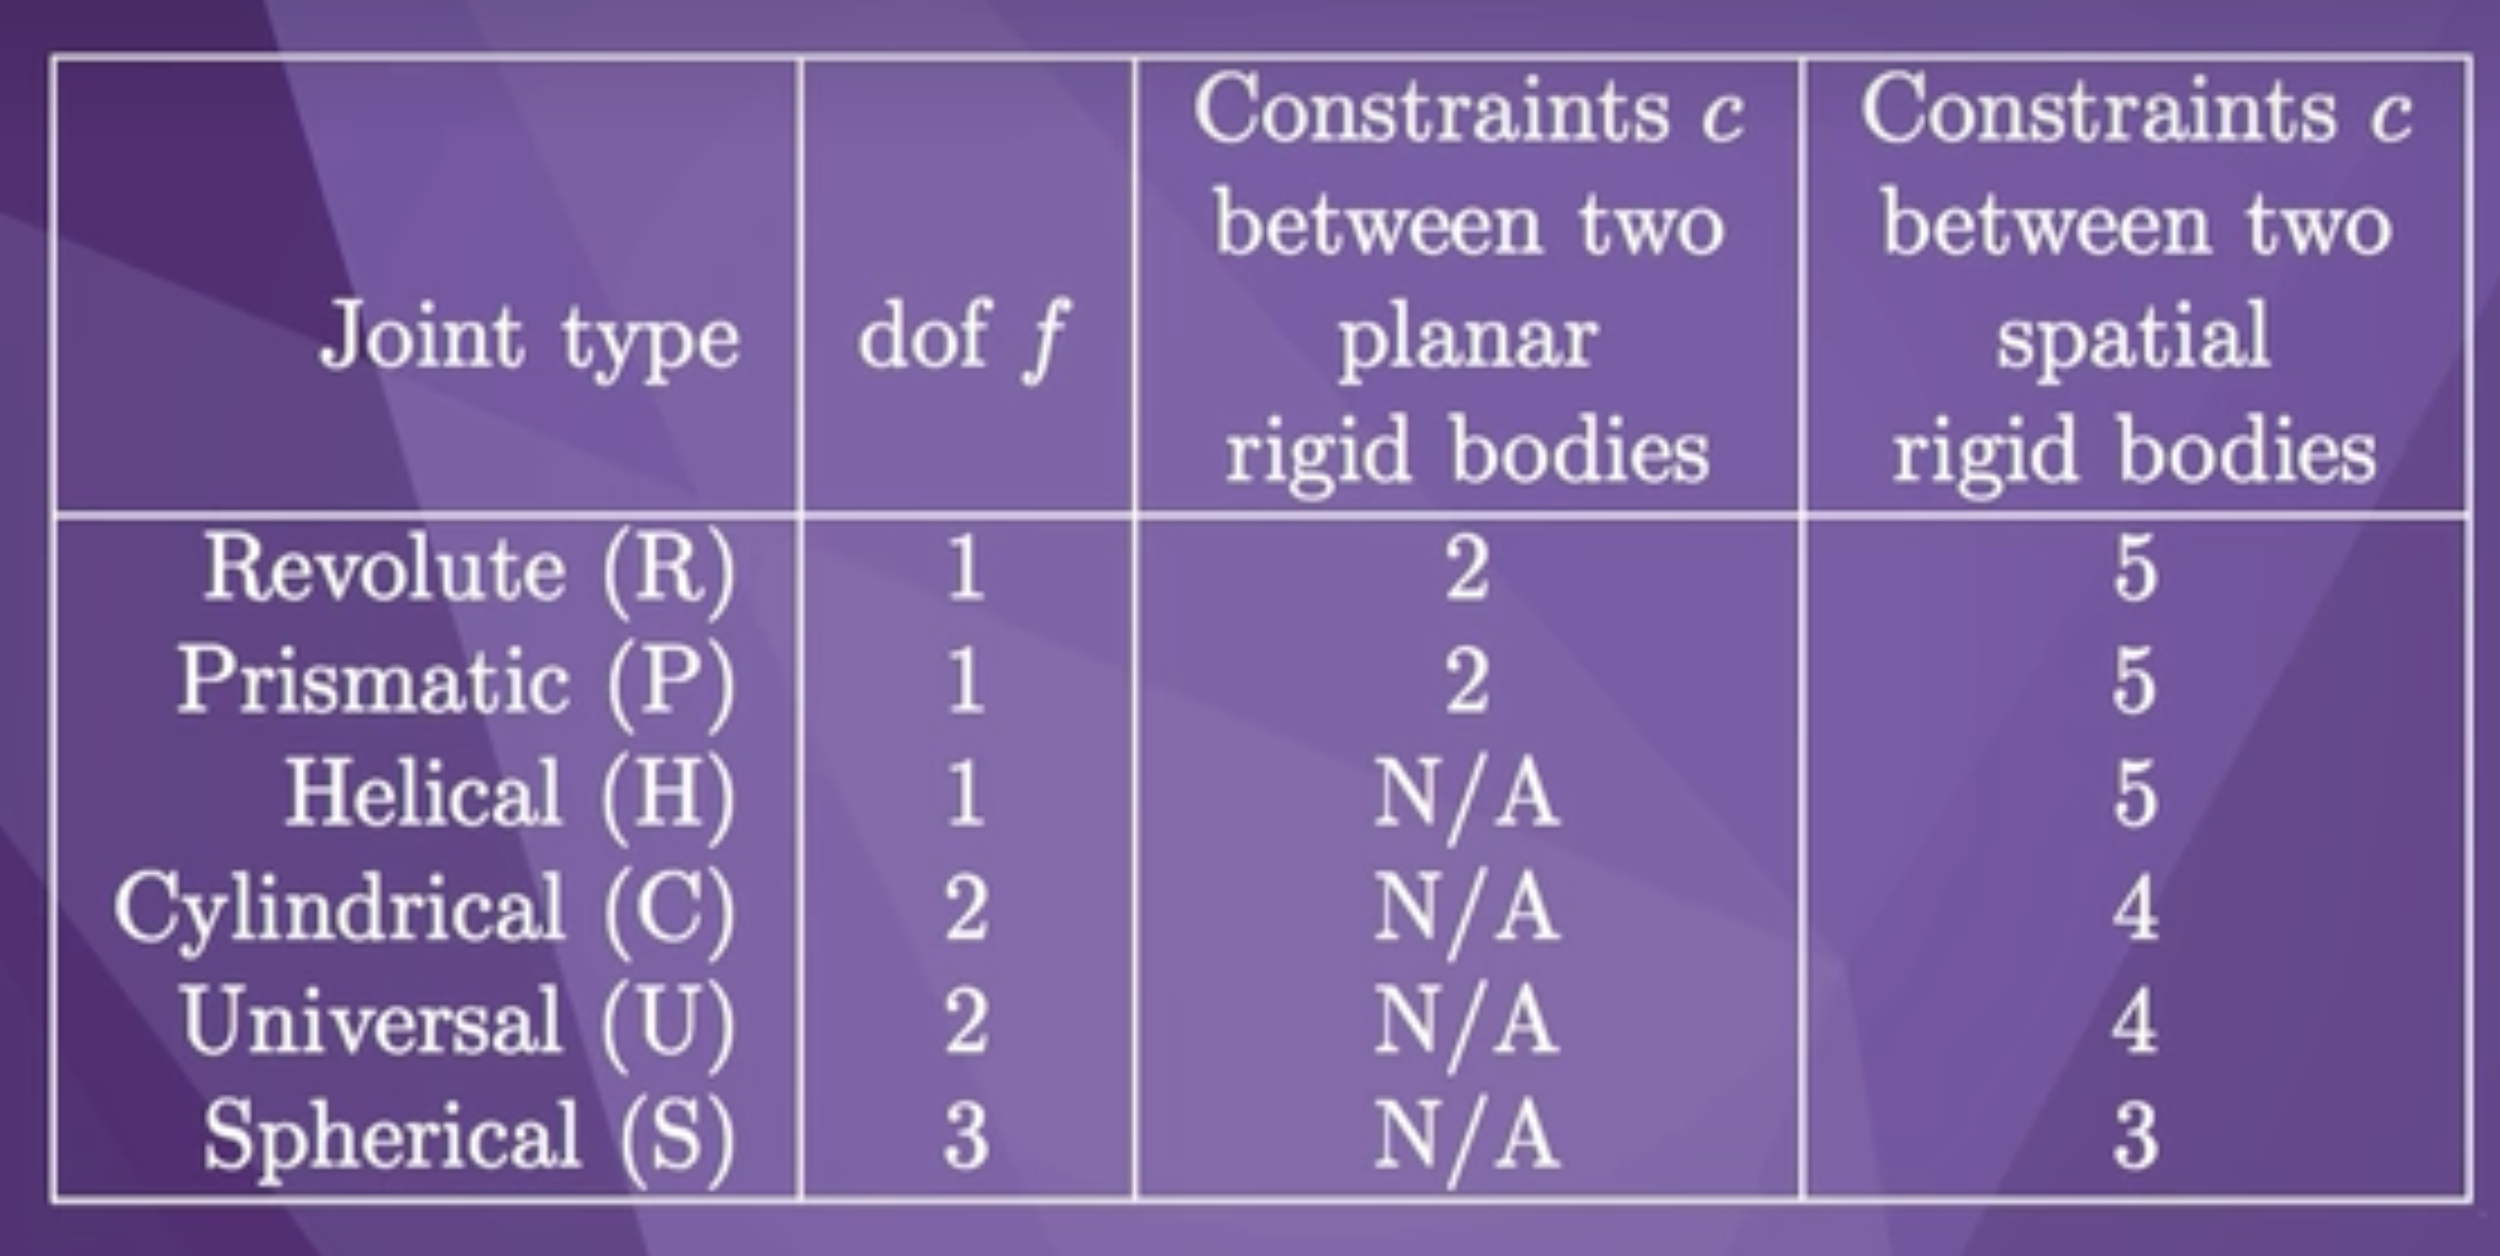 Joint type | dof f | Constraints c between two planar rigid bodies | Constraints c between two spatial rigid bodies
Revolute (R) | 1 | 2 | 5
Prismatic (P) | 1 | 2 | 5
Helical (H) | 1 | N/A | 5
Cylindrical (C) | 2 | N/A | 4
Universal (U) | 2 | N/A | 4
Spherical (S) | 3 | N/A | 3